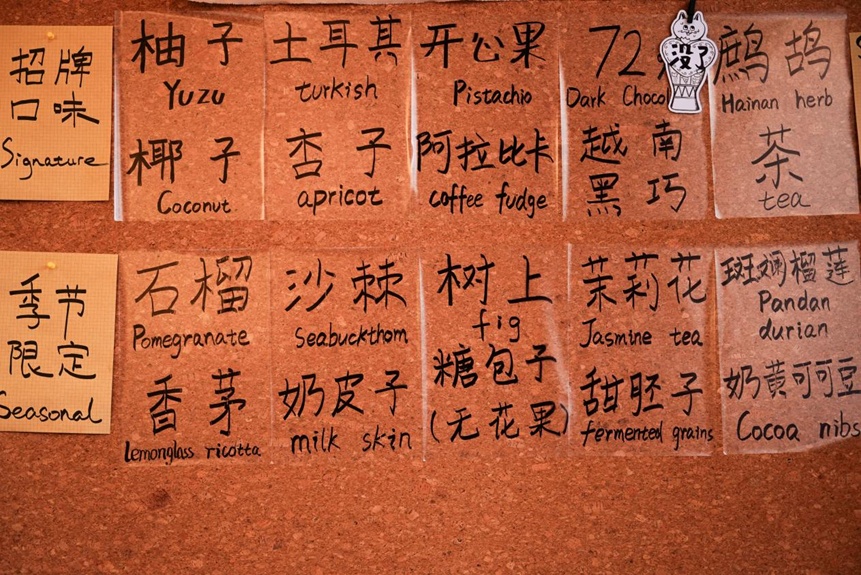 招牌
口味
Signature
柚子
Yuzu
椰子
Coconut
土耳其
turkish
杏子
apricot
开心果
Pistachio
阿拉比卡
coffee fudge
72
Dark Chocol
越南
黑巧
没了
鹧鸪
Hainan herb
茶
tea
季节
限定
Seasonal
石榴
Pomegranate
香茅
Lemonglass ricotta
沙棘
Seabuckthorn
奶皮子
milk skin
树上
fig
糖包子
(无花果)
茉莉花
Jasmine tea
甜胚子
fermented grains
斑斓榴莲
Pandan
durian
奶黄可可豆
Cocoa nibs